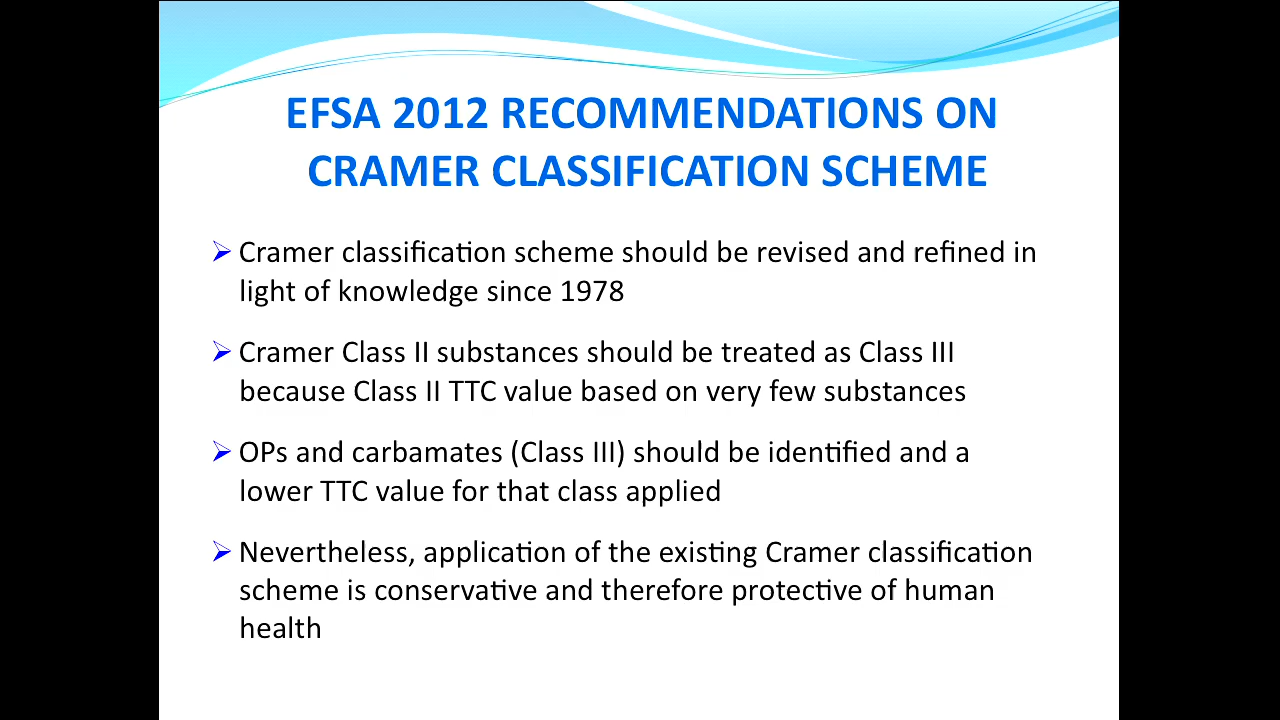 EFSA 2012 RECOMMENDATIONS ON
CRAMER CLASSIFICATION SCHEME
Cramer classification scheme should be revised and refined in
light of knowledge since 1978
Cramer Class II substances should be treated as Class III
because Class II TTC value based on very few substances
OPs and carbamates (Class III) should be identified and a
lower TTC value for that class applied
Nevertheless, application of the existing Cramer classification
scheme is conservative and therefore protective of human
health